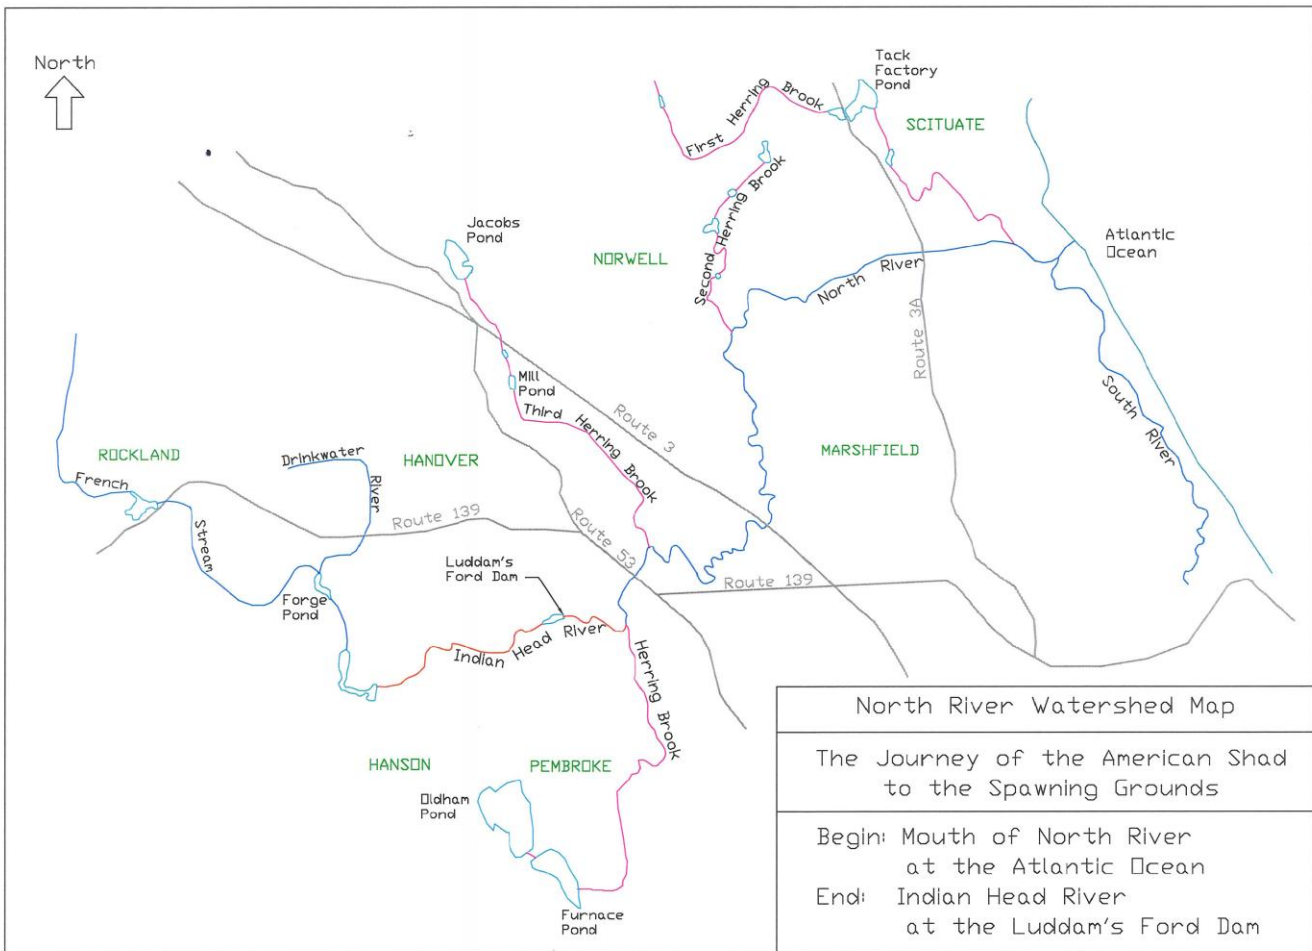 North
Tack
Factory
Pond
First Herring Brook
SCITUATE
Jacobs
Pond
NORWELL
Second Herring Brook
Atlantic
Ocean
North River
Route 3A
Mill
Pond
Third Herring Brook
Route 3
South River
MARSHFIELD
ROCKLAND
French Stream
Drinkwater River
HANOVER
Route 139
Route 53
Luddam's
Ford Dam
Route 139
Forge
Pond
Indian Head River
Herring Brook
HANSON
PEMBROKE
Oldham
Pond
Furnace
Pond
North River Watershed Map
The Journey of the American Shad
to the Spawning Grounds
Begin: Mouth of North River
at the Atlantic Ocean
End: Indian Head River
at the Luddam's Ford Dam